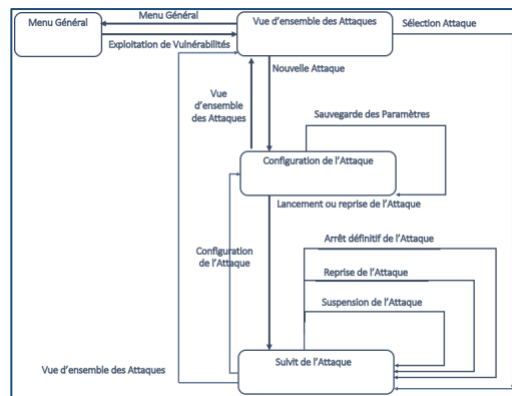 Menu Général
Menu Général
Vue d'ensemble des Attaques
Sélection Attaque
Exploitation de Vulnérabilités
Nouvelle Attaque
Vue
d'ensemble
des Attaques
Sauvegarde des Paramètres
Configuration de l'Attaque
Lancement ou reprise de l'Attaque
Arrêt définitif de l'Attaque
Configuration
de l'Attaque
Reprise de l'Attaque
Suspension de l'Attaque
Suivit de l'Attaque
Vue d'ensemble des Attaques